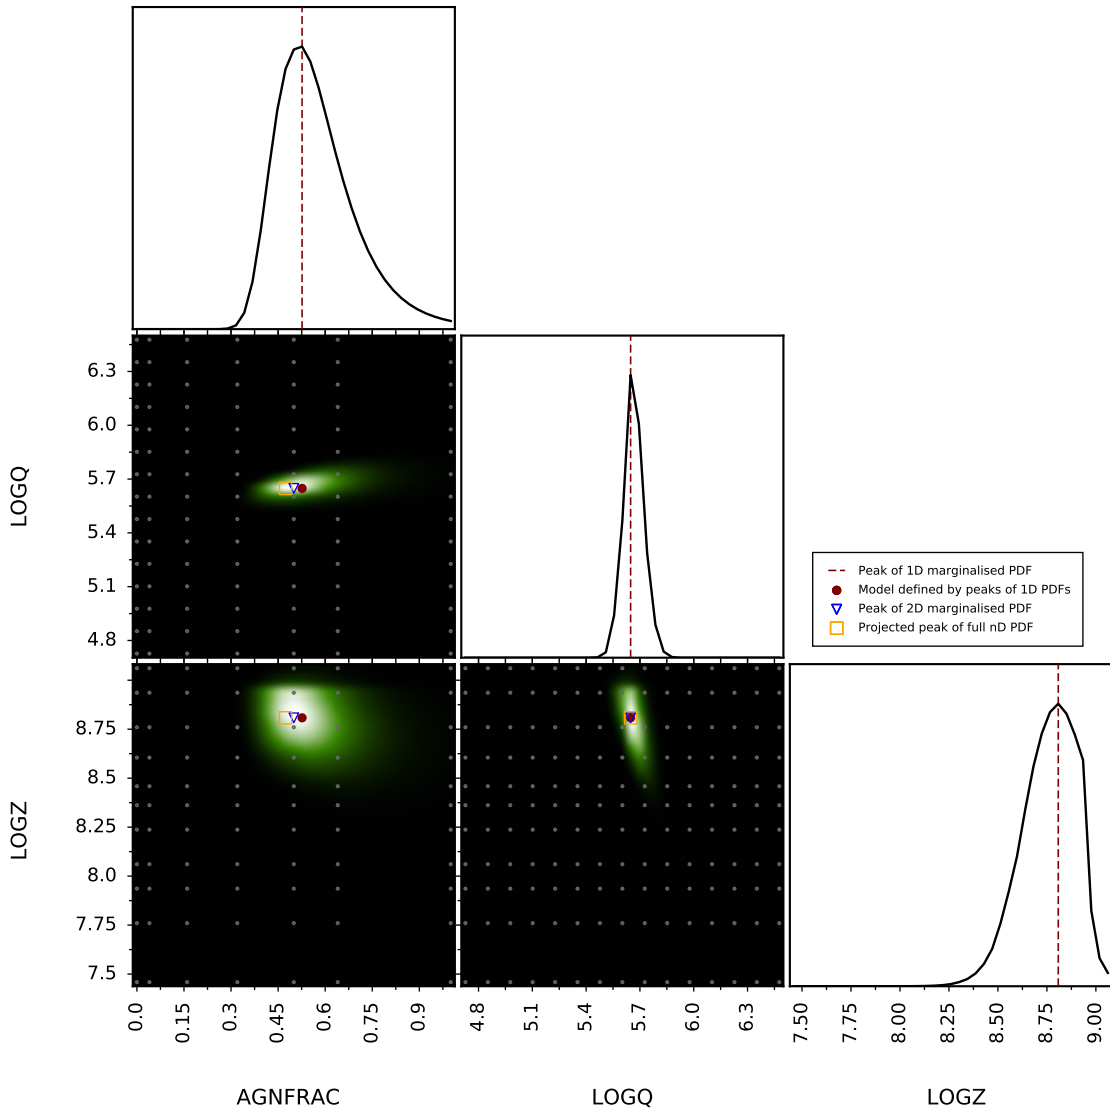 LOGQ
6.3
6.0
5.7
5.4
5.1
4.8
Peak of 1D marginalised PDF
Model defined by peaks of 1D PDFs
Peak of 2D marginalised PDF
Projected peak of full nD PDF
LOGZ
8.75
8.5
8.25
8.0
7.75
7.5
0.0 0.15 0.3 0.45 0.6 0.75 0.9
4.8 5.1 5.4 5.7 6.0 6.3
7.50 7.75 8.00 8.25 8.50 8.75 9.00
AGNFRAC LOGQ LOGZ